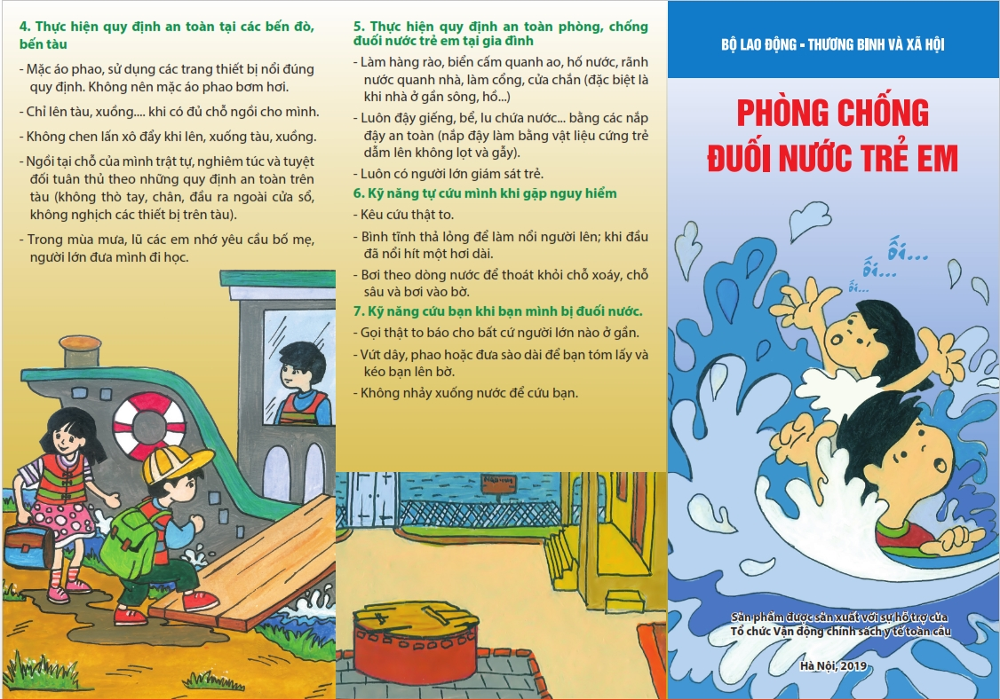 4. Thực hiện quy định an toàn tại các bến đò,
bến tàu
- Mặc áo phao, sử dụng các trang thiết bị nổi đúng
quy định. Không nên mặc áo phao bơm hơi.
- Chỉ lên tàu, xuồng.... khi có đủ chỗ ngồi cho mình.
- Không chen lấn xô đẩy khi lên, xuống tàu, xuồng.
- Ngồi tại chỗ của mình trật tự, nghiêm túc và tuyệt
đối tuân thủ theo những quy định an toàn trên
tàu (không thò tay, chân, đầu ra ngoài cửa sổ,
không nghịch các thiết bị trên tàu).
- Trong mùa mưa, lũ các em nhớ yêu cầu bố mẹ,
người lớn đưa mình đi học.
5. Thực hiện quy định an toàn phòng, chống
đuối nước trẻ em tại gia đình
- Làm hàng rào, biển cấm quanh ao, hố nước, rãnh
nước quanh nhà, làm cổng, cửa chắn (đặc biệt là
khi nhà ở gần sông, hồ...)
- Luôn đậy giếng, bể, lu chứa nước... bằng các nắp
đậy an toàn (nắp đậy làm bằng vật liệu cứng trẻ
dẫm lên không lọt và gẫy).
- Luôn có người lớn giám sát trẻ.
6. Kỹ năng tự cứu mình khi gặp nguy hiểm
- Kêu cứu thật to.
- Bình tĩnh thả lỏng để làm nổi người lên; khi đầu
đã nổi hít một hơi dài.
- Bơi theo dòng nước để thoát khỏi chỗ xoáy, chỗ
sâu và bơi vào bờ.
7. Kỹ năng cứu bạn khi bạn mình bị đuối nước.
- Gọi thật to báo cho bất cứ người lớn nào ở gần.
- Vứt dây, phao hoặc đưa sào dài để bạn tóm lấy và
kéo bạn lên bờ.
- Không nhảy xuống nước để cứu bạn.
BỘ LAO ĐỘNG - THƯƠNG BINH VÀ XÃ HỘI
PHÒNG CHỐNG
ĐUỐI NƯỚC TRẺ EM
ối...
ối...
ối...
Sản phẩm được sản xuất với sự hỗ trợ của
Tổ chức Vận động chính sách y tế toàn cầu
Hà Nội, 2019